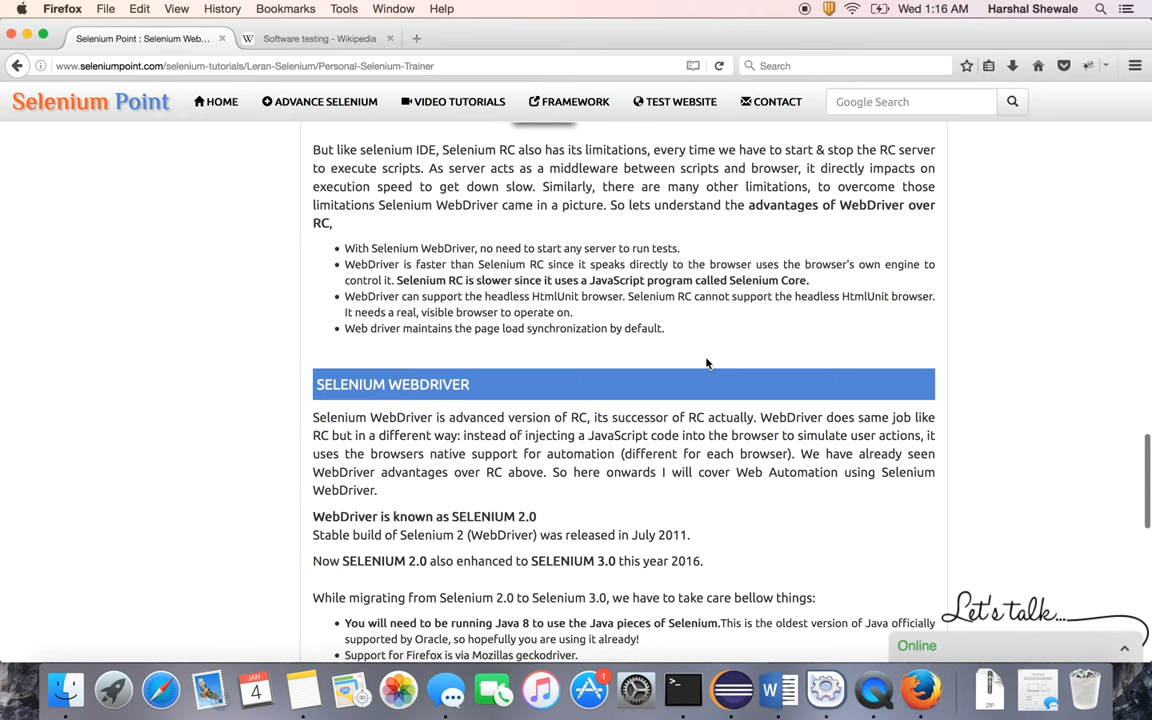 Firefox File Edit View History Bookmarks Tools Window Help Wed 1:16 AM Harshal Shewale
Selenium Point : Selenium Web... × W Software testing - Wikipedia × +
www.seleniumpoint.com/selenium-tutorials/Leran-Selenium/Personal-Selenium-Trainer Search
Selenium Point HOME ADVANCE SELENIUM VIDEO TUTORIALS FRAMEWORK TEST WEBSITE CONTACT Google Search
But like selenium IDE, Selenium RC also has its limitations, every time we have to start & stop the RC server
to execute scripts. As server acts as a middleware between scripts and browser, it directly impacts on
execution speed to get down slow. Similarly, there are many other limitations, to overcome those
limitations Selenium WebDriver came in a picture. So lets understand the advantages of WebDriver over
RC,
• With Selenium WebDriver, no need to start any server to run tests.
• WebDriver is faster than Selenium RC since it speaks directly to the browser uses the browser's own engine to
control it. Selenium RC is slower since it uses a JavaScript program called Selenium Core.
• WebDriver can support the headless HtmlUnit browser. Selenium RC cannot support the headless HtmlUnit browser.
It needs a real, visible browser to operate on.
• Web driver maintains the page load synchronization by default.
SELENIUM WEBDRIVER
Selenium WebDriver is advanced version of RC, its successor of RC actually. WebDriver does same job like
RC but in a different way: instead of injecting a JavaScript code into the browser to simulate user actions, it
uses the browsers native support for automation (different for each browser). We have already seen
WebDriver advantages over RC above. So here onwards I will cover Web Automation using Selenium
WebDriver.
WebDriver is known as SELENIUM 2.0
Stable build of Selenium 2 (WebDriver) was released in July 2011.
Now SELENIUM 2.0 also enhanced to SELENIUM 3.0 this year 2016.
While migrating from Selenium 2.0 to Selenium 3.0, we have to take care bellow things:
• You will need to be running Java 8 to use the Java pieces of Selenium.This is the oldest version of Java officially
supported by Oracle, so hopefully you are using it already!
• Support for Firefox is via Mozillas geckodriver.
Let's talk...
Online